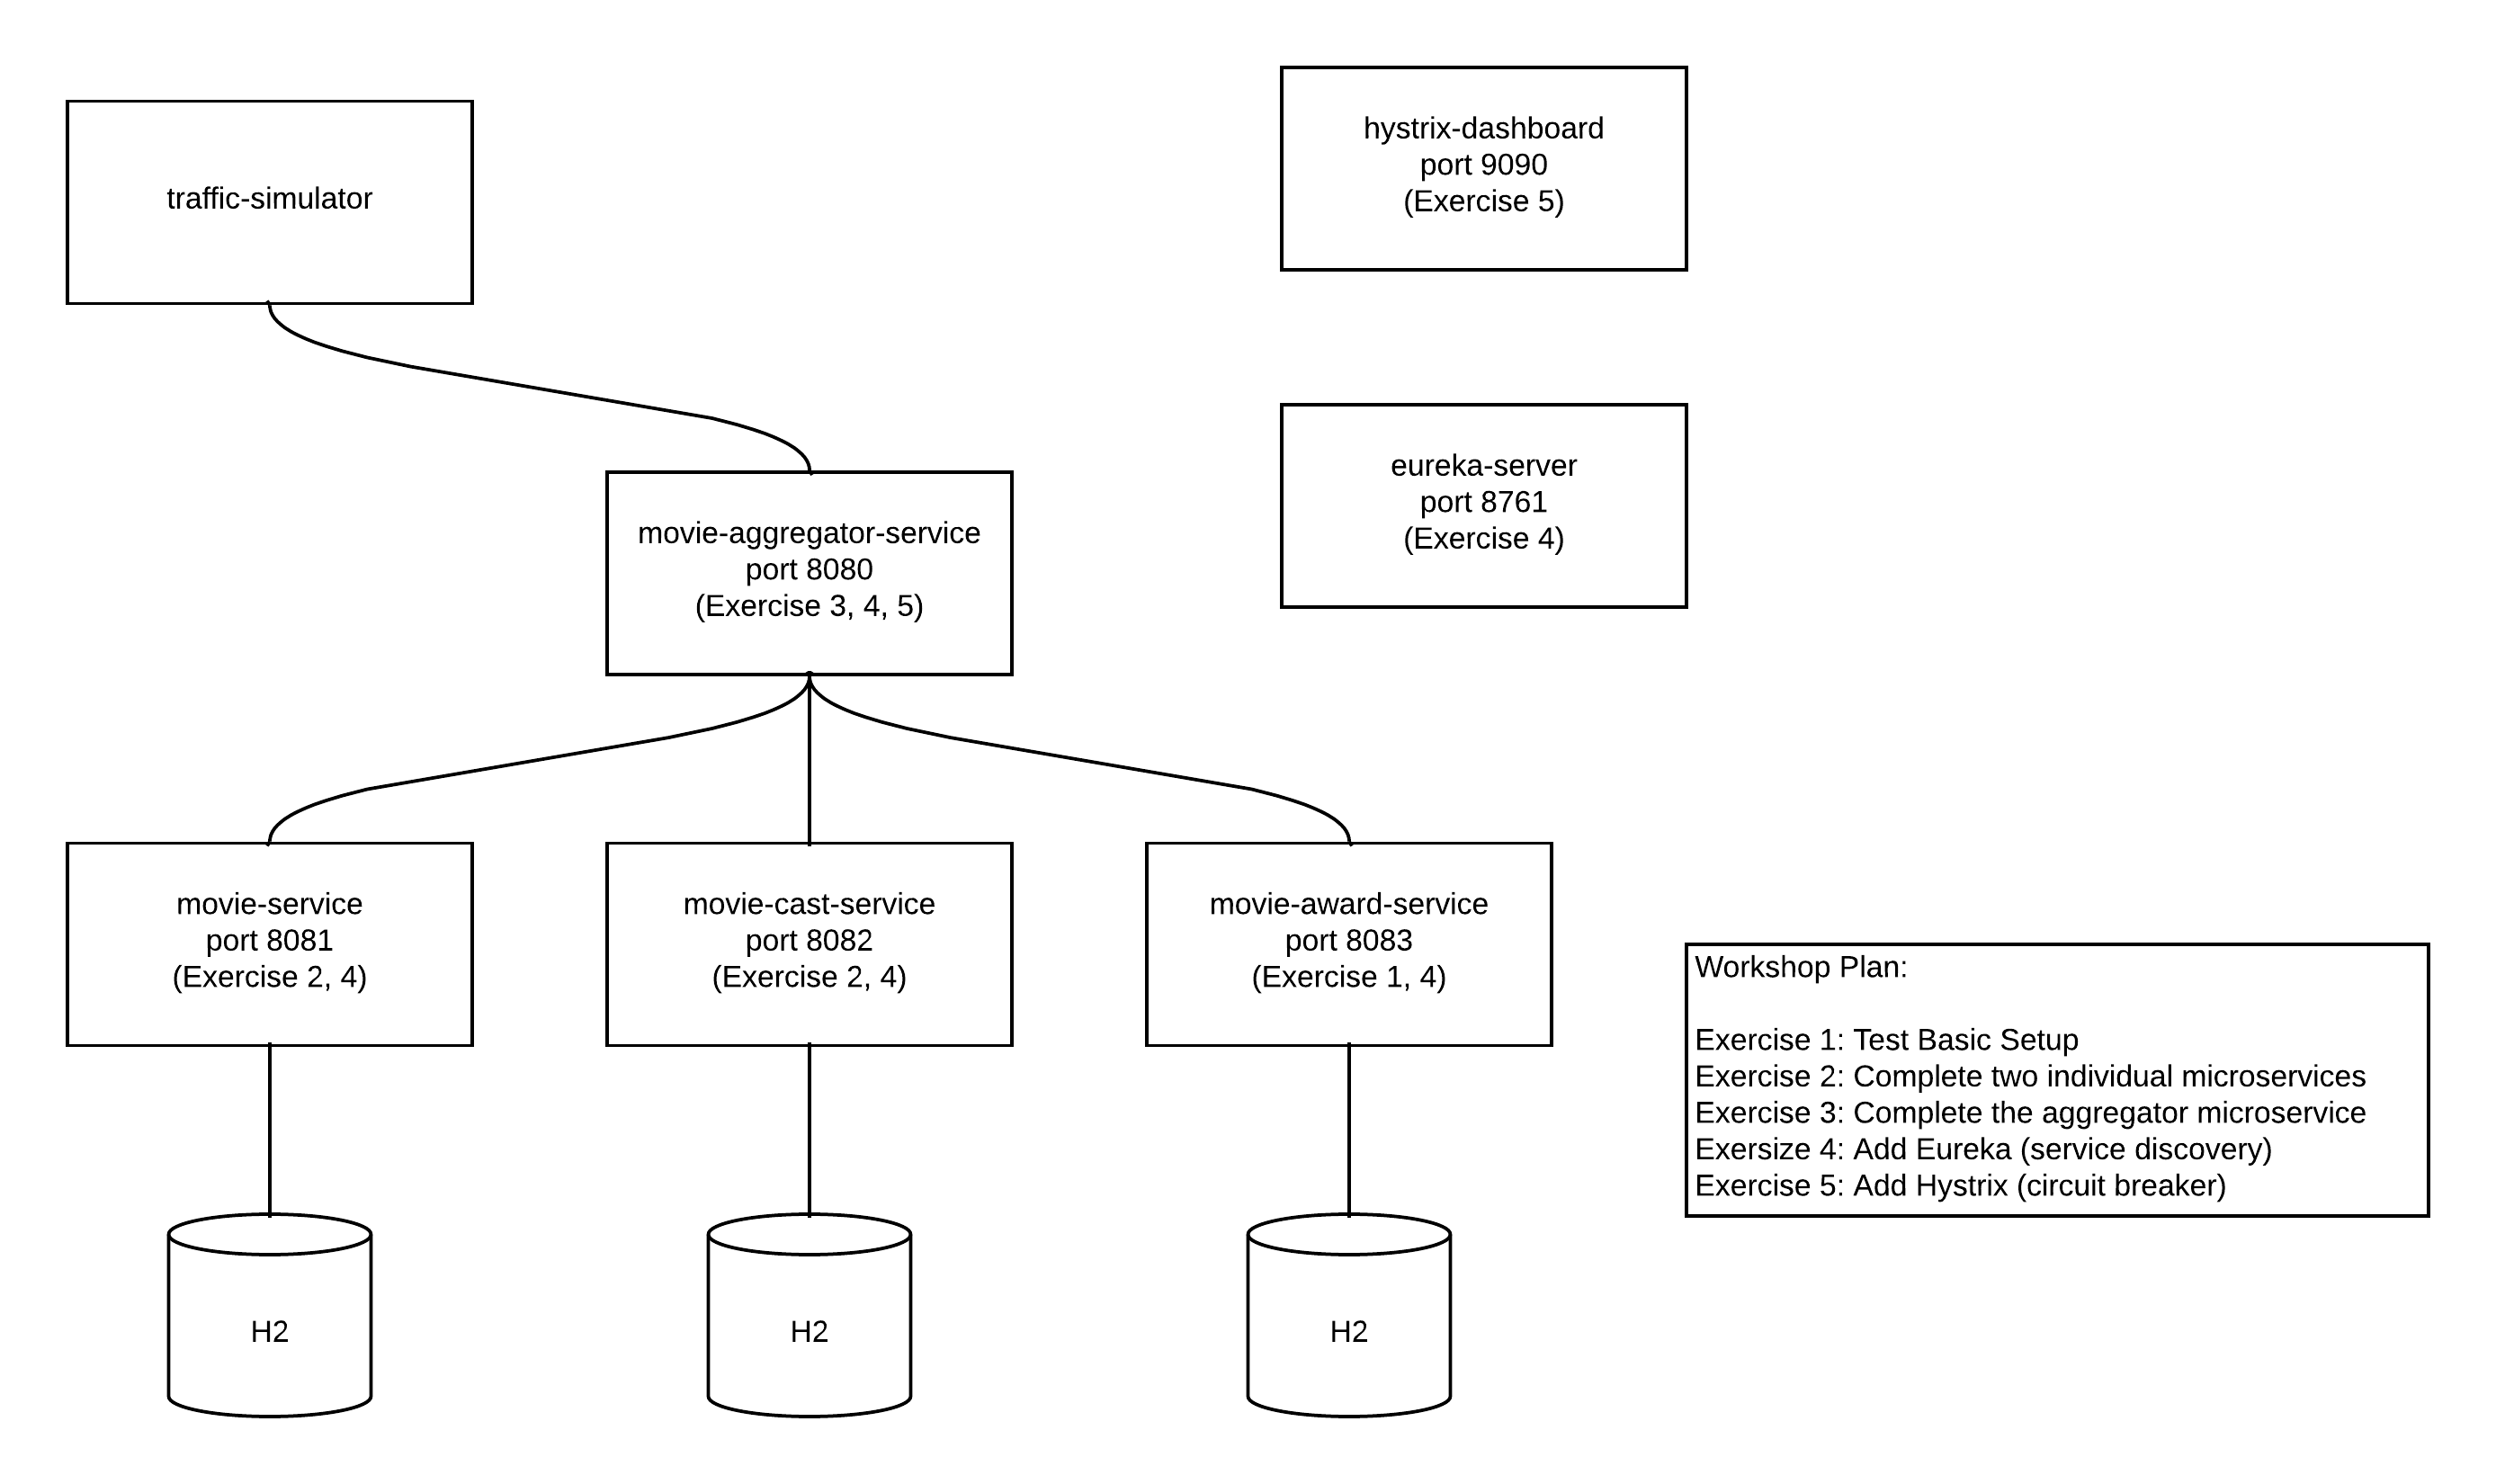 traffic-simulator
hystrix-dashboard
port 9090
(Exercise 5)
eureka-server
port 8761
(Exercise 4)
movie-aggregator-service
port 8080
(Exercise 3, 4, 5)
movie-service
port 8081
(Exercise 2, 4)
movie-cast-service
port 8082
(Exercise 2, 4)
movie-award-service
port 8083
(Exercise 1, 4)
Workshop Plan:
Exercise 1: Test Basic Setup
Exercise 2: Complete two individual microservices
Exercise 3: Complete the aggregator microservice
Exersize 4: Add Eureka (service discovery)
Exercise 5: Add Hystrix (circuit breaker)
H2
H2
H2